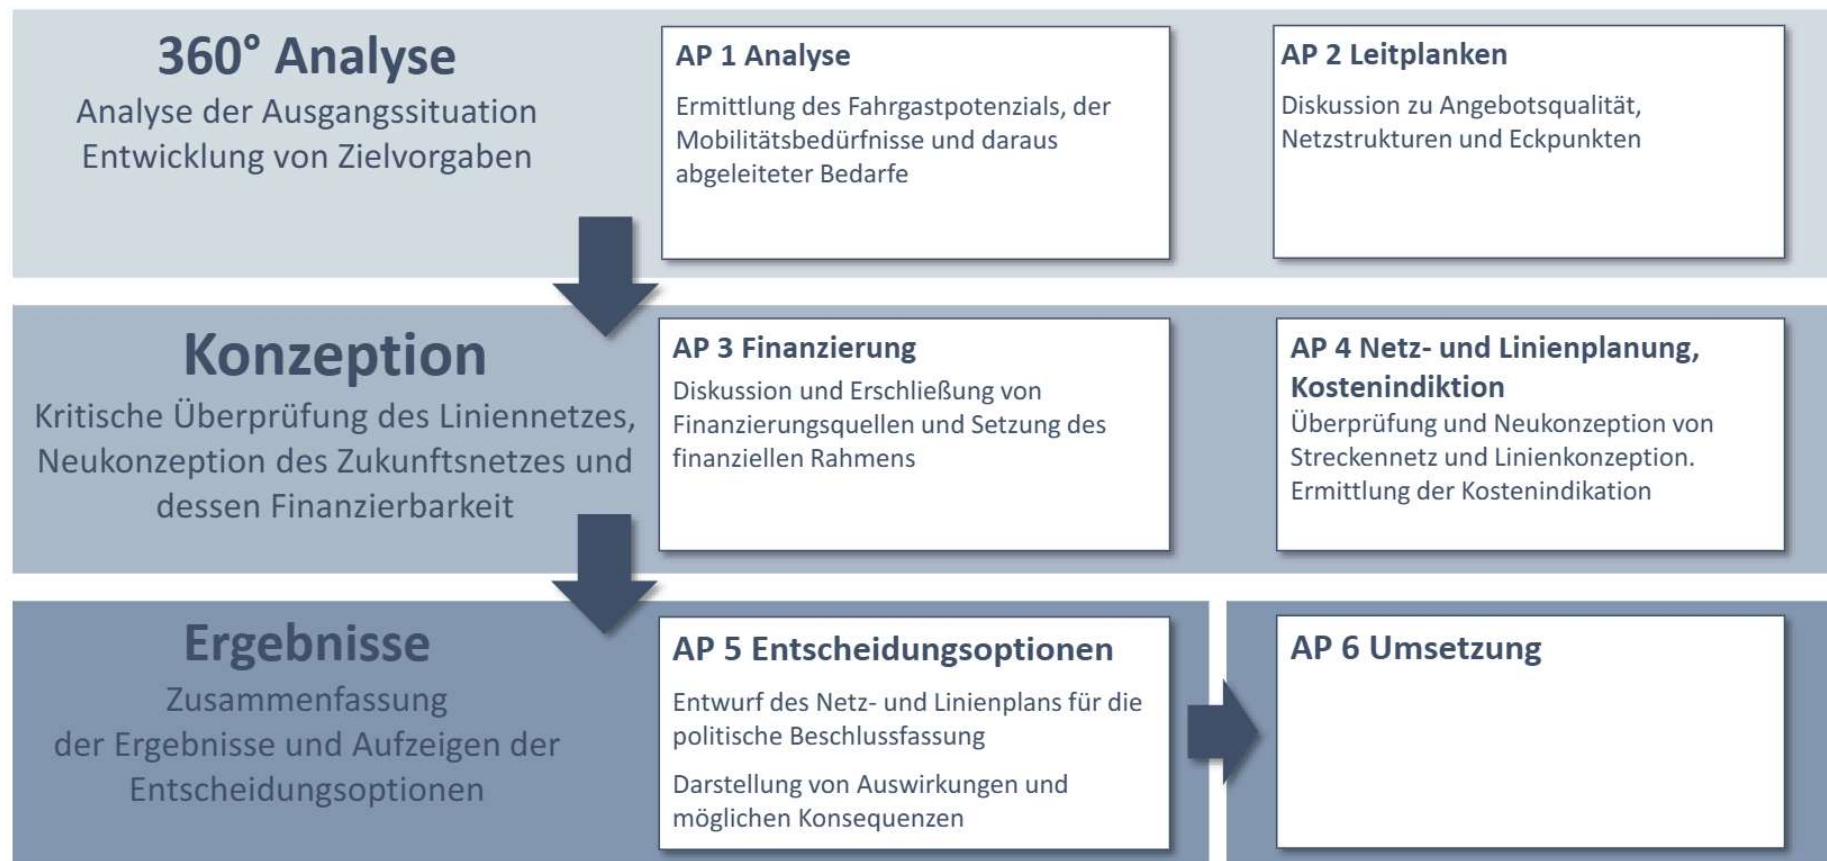 360° Analyse
Analyse der Ausgangssituation
Entwicklung von Zielvorgaben
AP 1 Analyse
Ermittlung des Fahrgastpotenzials, der
Mobilitätsbedürfnisse und daraus
abgeleiteter Bedarfe
AP 2 Leitplanken
Diskussion zu Angebotsqualität,
Netzstrukturen und Eckpunkten
Konzeption
Kritische Überprüfung des Liniennetzes,
Neukonzeption des Zukunftsnetzes und
dessen Finanzierbarkeit
AP 3 Finanzierung
Diskussion und Erschließung von
Finanzierungsquellen und Setzung des
finanziellen Rahmens
AP 4 Netz- und Linienplanung,
Kostenindiktion
Überprüfung und Neukonzeption von
Streckennetz und Linienkonzeption.
Ermittlung der Kostenindikation
Ergebnisse
Zusammenfassung
der Ergebnisse und Aufzeigen der
Entscheidungsoptionen
AP 5 Entscheidungsoptionen
Entwurf des Netz- und Linienplans für die
politische Beschlussfassung
Darstellung von Auswirkungen und
möglichen Konsequenzen
AP 6 Umsetzung